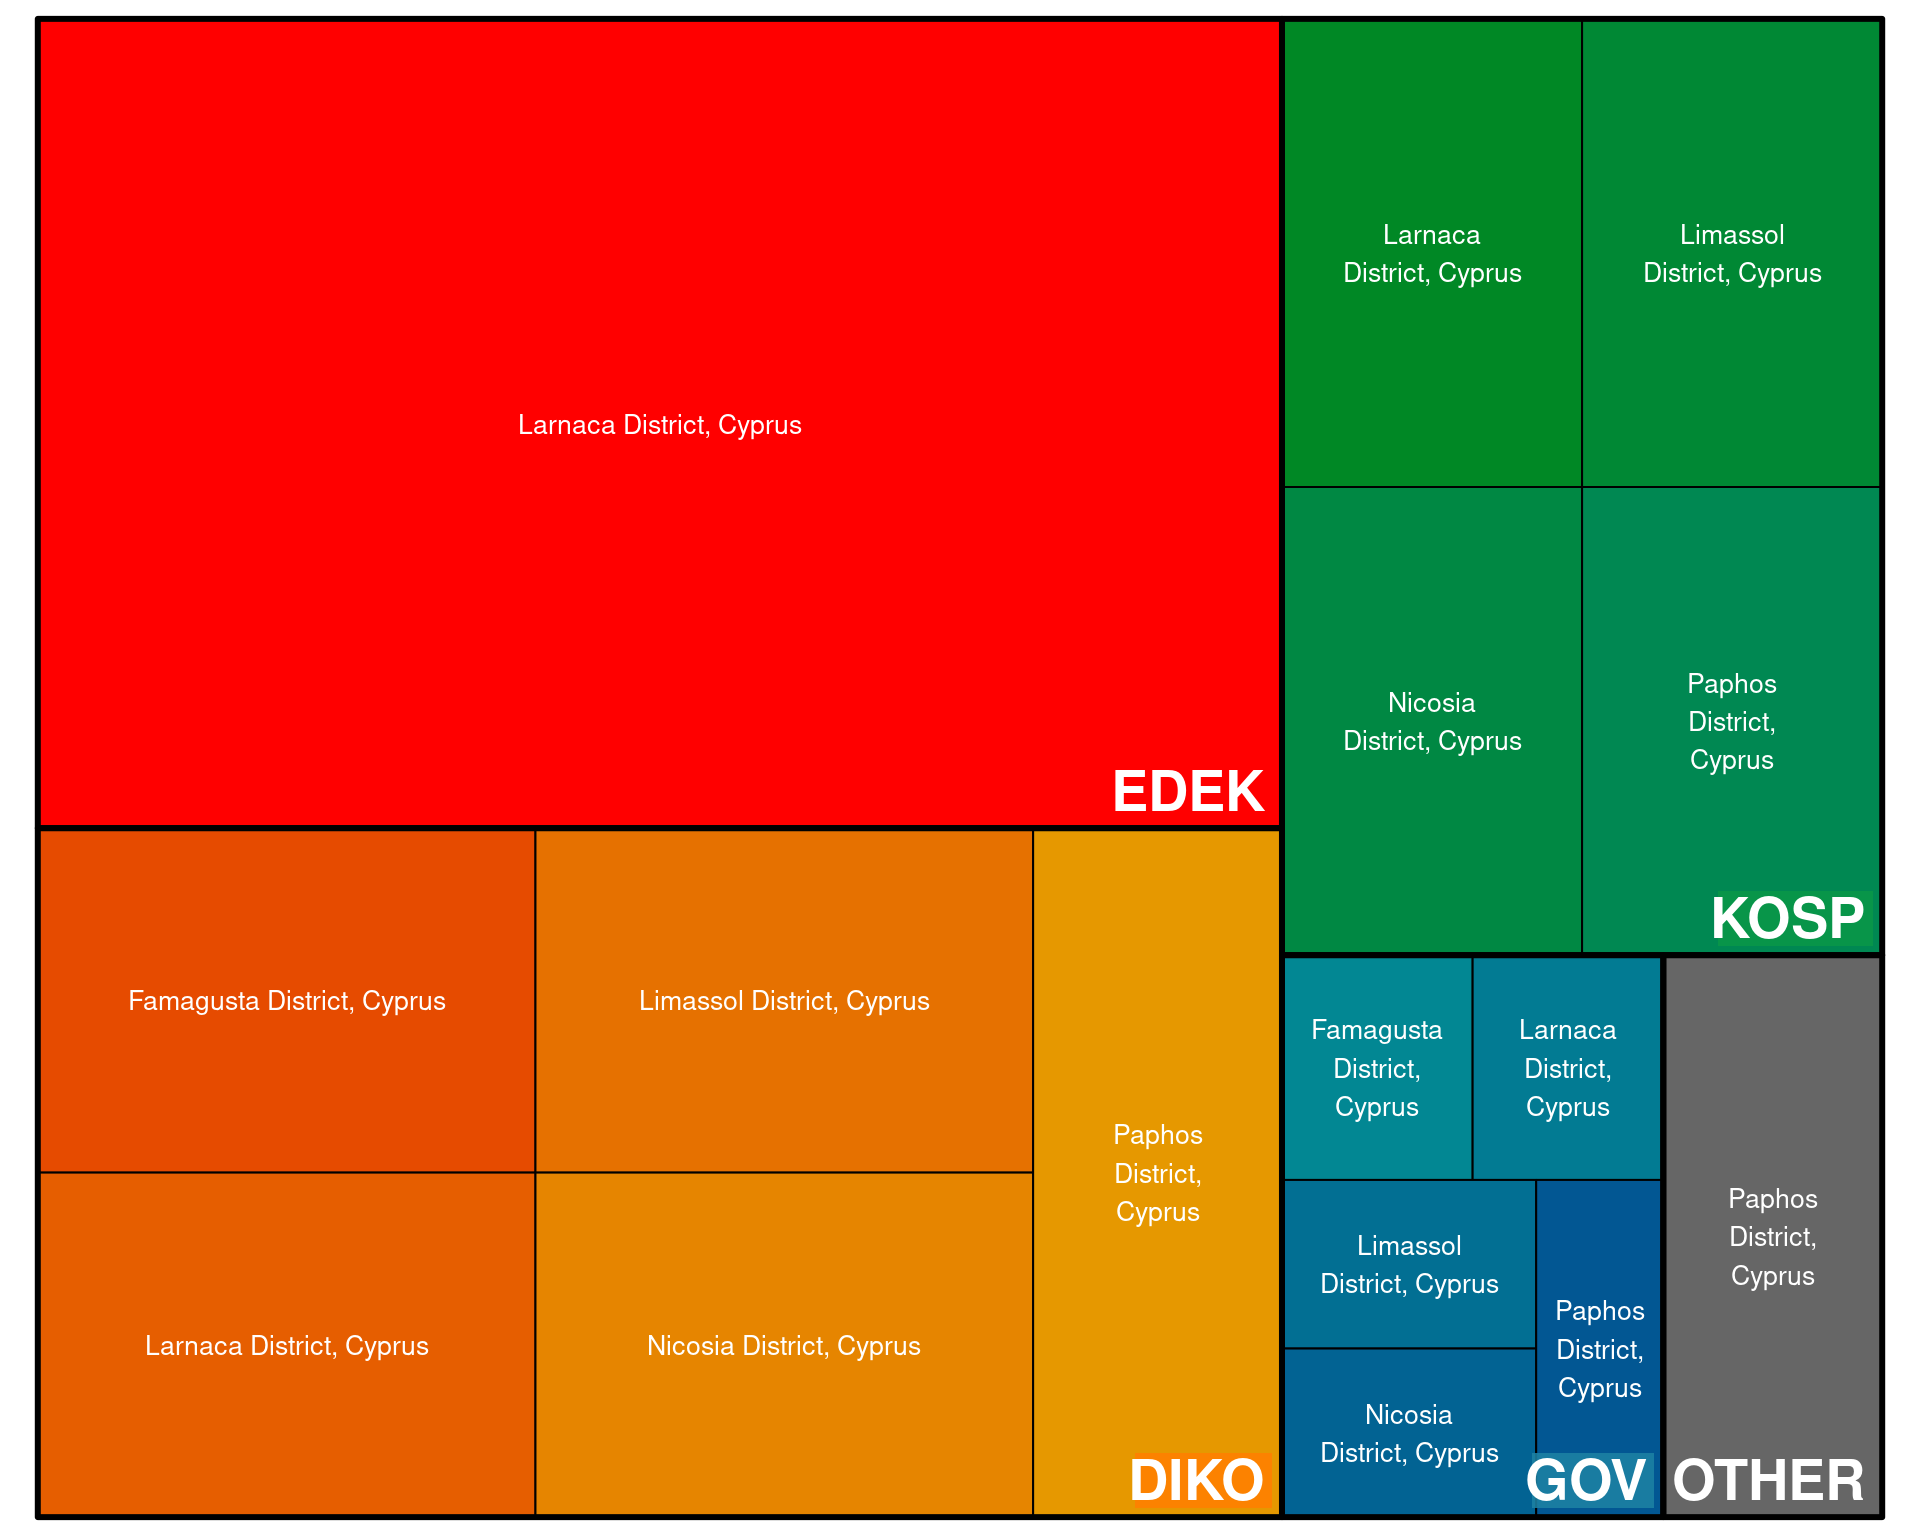 Larnaca District, Cyprus
EDEK
Larnaca
District, Cyprus
Limassol
District, Cyprus
Nicosia
District, Cyprus
Paphos
District,
Cyprus
KOSP
Famagusta District, Cyprus
Limassol District, Cyprus
Larnaca District, Cyprus
Nicosia District, Cyprus
Paphos
District,
Cyprus
DIKO
Famagusta
District,
Cyprus
Larnaca
District,
Cyprus
Limassol
District, Cyprus
Nicosia
District, Cyprus
Paphos
District,
Cyprus
GOV
Paphos
District,
Cyprus
OTHER